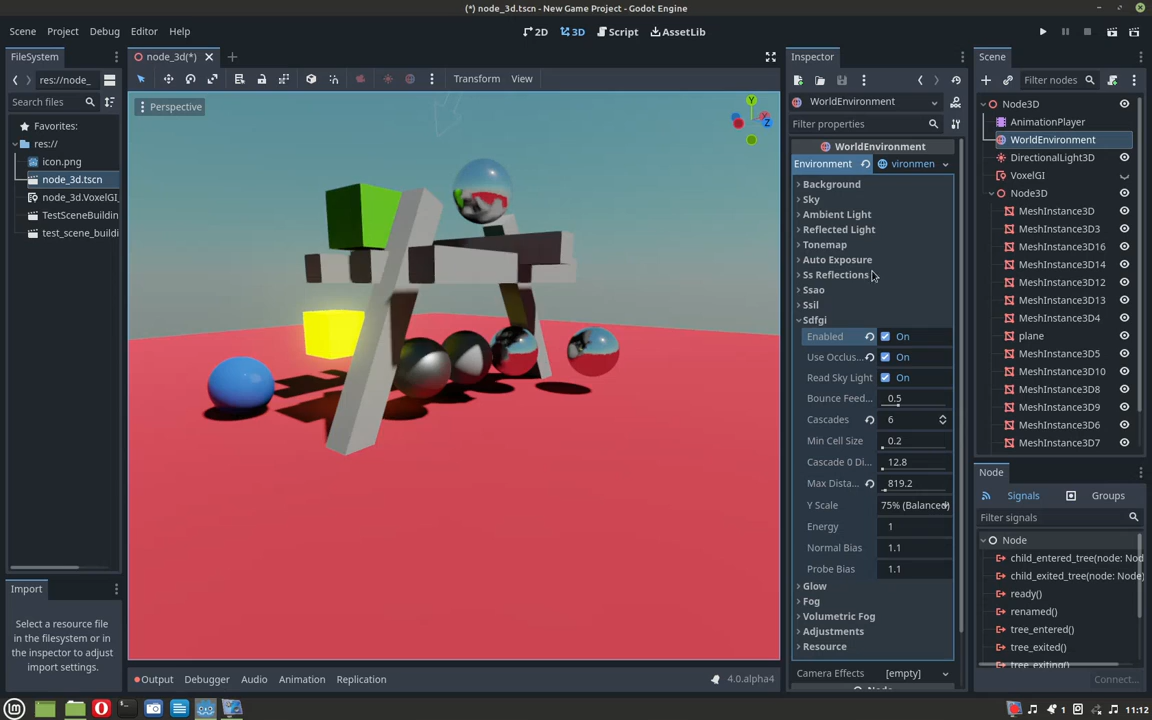 (*) node_3d.tscn - New Game Project - Godot Engine
Scene Project Debug Editor Help
2D 3D Script AssetLib
FileSystem
res://node_
Search files
Favorites:
res://
icon.png
node_3d.tscn
node_3d.VoxelGI_
TestSceneBuildin
test_scene_buildi
Import
Select a resource file in
the filesystem or in
the inspector to adjust
import settings.
node_3d(*)
Transform View
Perspective
Y
X
Z
Output Debugger Audio Animation Replication
4.0.alpha4
Inspector
WorldEnvironment
Filter properties
WorldEnvironment
Environment vironmen
Background
Sky
Ambient Light
Reflected Light
Tonemap
Auto Exposure
Ss Reflections
Ssao
Ssil
Sdfgi
Enabled On
Use Occlus... On
Read Sky Light On
Bounce Feed... 0.5
Cascades 6
Min Cell Size 0.2
Cascade 0 Di... 12.8
Max Dista... 819.2
Y Scale 75% (Balanced)
Energy 1
Normal Bias 1.1
Probe Bias 1.1
Glow
Fog
Volumetric Fog
Adjustments
Resource
Camera Effects [empty]
Scene
Filter nodes
Node3D
AnimationPlayer
WorldEnvironment
DirectionalLight3D
VoxelGI
Node3D
MeshInstance3D
MeshInstance3D3
MeshInstance3D16
MeshInstance3D14
MeshInstance3D12
MeshInstance3D13
MeshInstance3D4
plane
MeshInstance3D5
MeshInstance3D10
MeshInstance3D8
MeshInstance3D9
MeshInstance3D6
MeshInstance3D7
Node
Signals Groups
Filter signals
Node
child_entered_tree(node: Nod
child_exited_tree(node: Node)
ready()
renamed()
tree_entered()
tree_exited()
tree_exiting()
Connect...
1 11:12